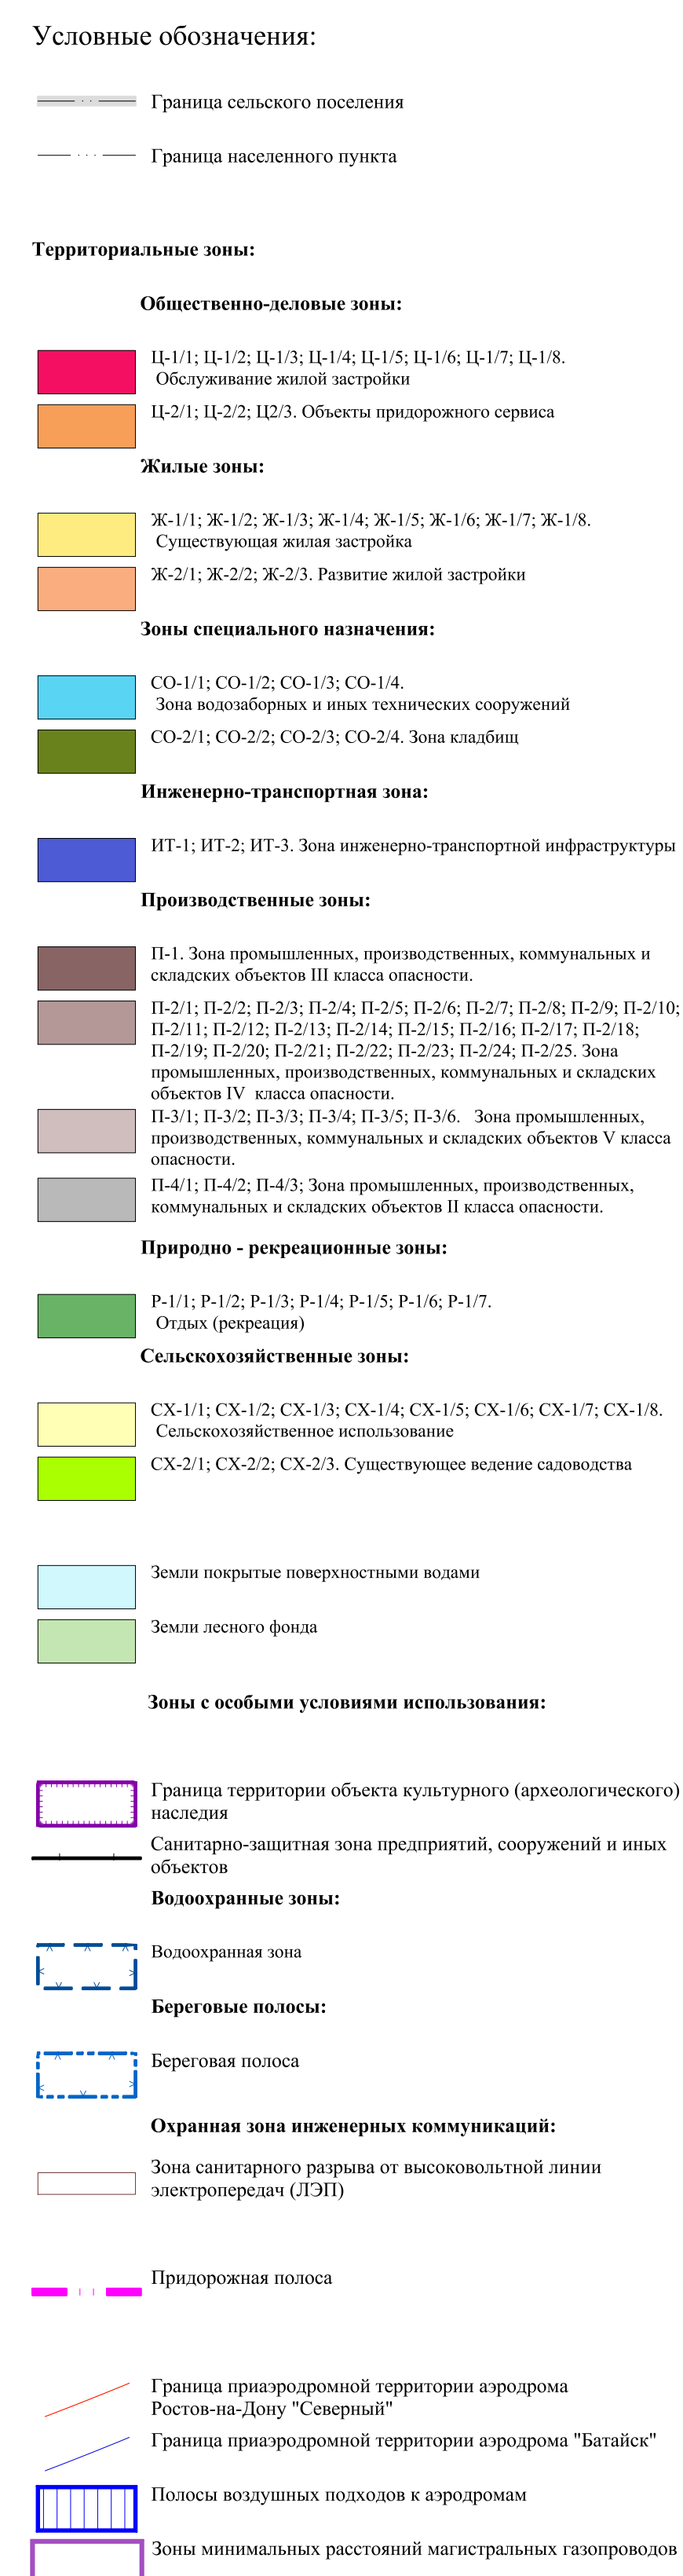 Условные обозначения:
Граница сельского поселения
Граница населенного пункта
Территориальные зоны:
Общественно-деловые зоны:
Ц-1/1; Ц-1/2; Ц-1/3; Ц-1/4; Ц-1/5; Ц-1/6; Ц-1/7; Ц-1/8.
Обслуживание жилой застройки
Ц-2/1; Ц-2/2; Ц2/3. Объекты придорожного сервиса
Жилые зоны:
Ж-1/1; Ж-1/2; Ж-1/3; Ж-1/4; Ж-1/5; Ж-1/6; Ж-1/7; Ж-1/8.
Существующая жилая застройка
Ж-2/1; Ж-2/2; Ж-2/3. Развитие жилой застройки
Зоны специального назначения:
СО-1/1; СО-1/2; СО-1/3; СО-1/4.
Зона водозаборных и иных технических сооружений
СО-2/1; СО-2/2; СО-2/3; СО-2/4. Зона кладбищ
Инженерно-транспортная зона:
ИТ-1; ИТ-2; ИТ-3. Зона инженерно-транспортной инфраструктуры
Производственные зоны:
П-1. Зона промышленных, производственных, коммунальных и
складских объектов III класса опасности.
П-2/1; П-2/2; П-2/3; П-2/4; П-2/5; П-2/6; П-2/7; П-2/8; П-2/9; П-2/10;
П-2/11; П-2/12; П-2/13; П-2/14; П-2/15; П-2/16; П-2/17; П-2/18;
П-2/19; П-2/20; П-2/21; П-2/22; П-2/23; П-2/24; П-2/25. Зона
промышленных, производственных, коммунальных и складских
объектов IV класса опасности.
П-3/1; П-3/2; П-3/3; П-3/4; П-3/5; П-3/6. Зона промышленных,
производственных, коммунальных и складских объектов V класса
опасности.
П-4/1; П-4/2; П-4/3; Зона промышленных, производственных,
коммунальных и складских объектов II класса опасности.
Природно - рекреационные зоны:
Р-1/1; Р-1/2; Р-1/3; Р-1/4; Р-1/5; Р-1/6; Р-1/7.
Отдых (рекреация)
Сельскохозяйственные зоны:
СХ-1/1; СХ-1/2; СХ-1/3; СХ-1/4; СХ-1/5; СХ-1/6; СХ-1/7; СХ-1/8.
Сельскохозяйственное использование
СХ-2/1; СХ-2/2; СХ-2/3. Существующее ведение садоводства
Земли покрытые поверхностными водами
Земли лесного фонда
Зоны с особыми условиями использования:
Граница территории объекта культурного (археологического)
наследия
Санитарно-защитная зона предприятий, сооружений и иных
объектов
Водоохранные зоны:
Водоохранная зона
Береговые полосы:
Береговая полоса
Охранная зона инженерных коммуникаций:
Зона санитарного разрыва от высоковольтной линии
электропередач (ЛЭП)
Придорожная полоса
Граница приаэродромной территории аэродрома
Ростов-на-Дону "Северный"
Граница приаэродромной территории аэродрома "Батайск"
Полосы воздушных подходов к аэродромам
Зоны минимальных расстояний магистральных газопроводов